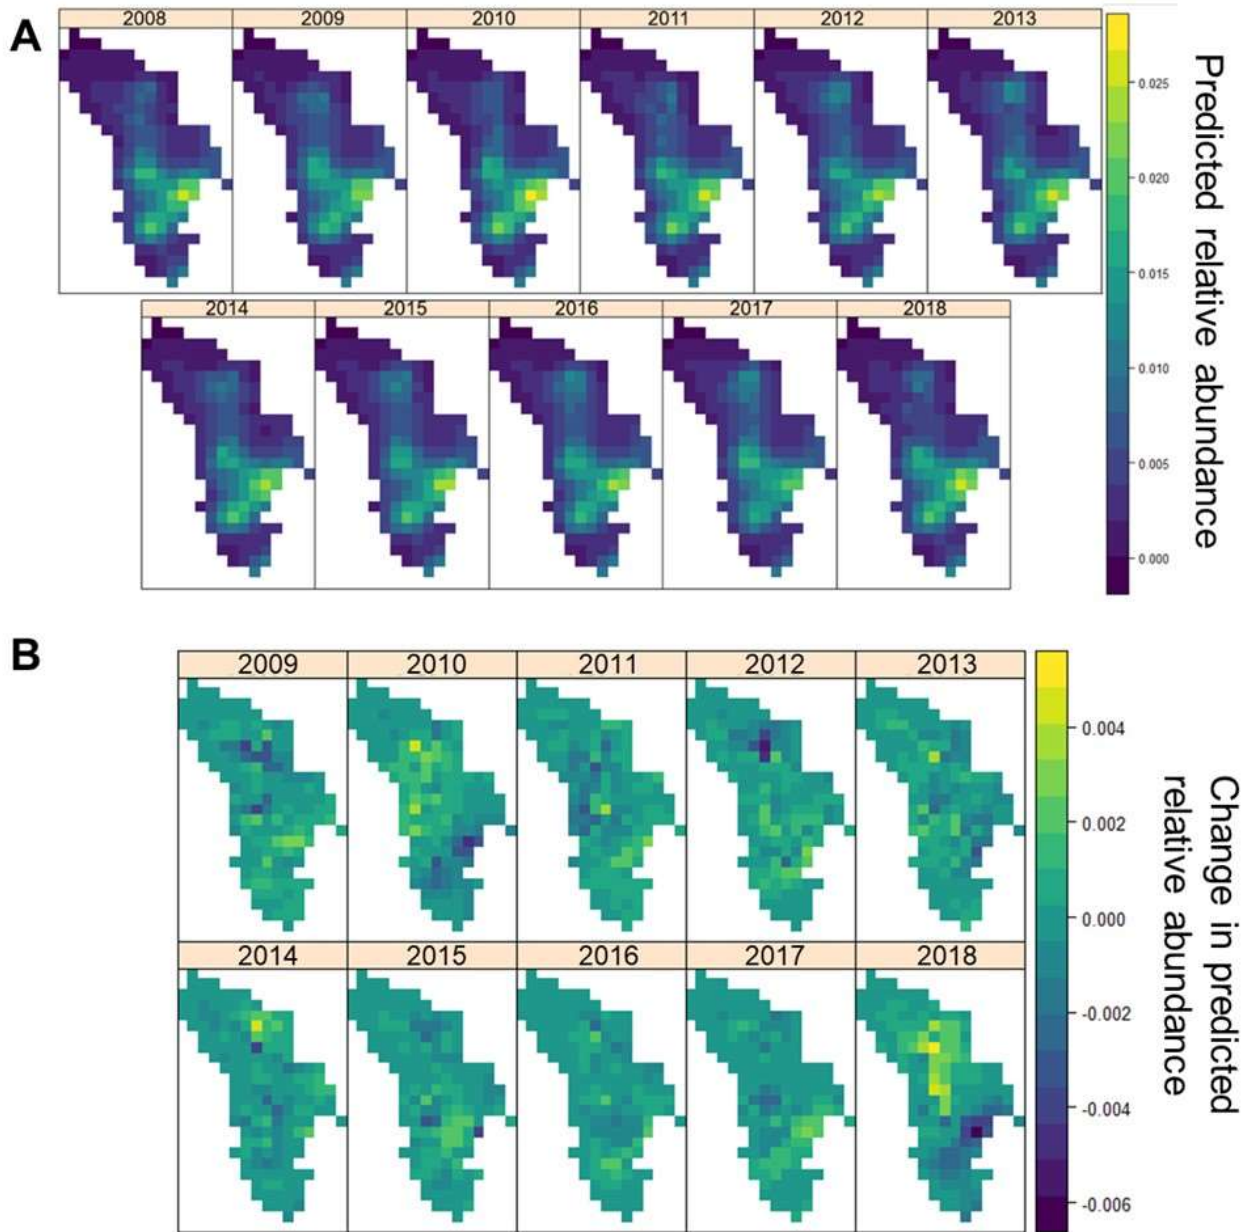 A
2008 2009 2010 2011 2012 2013
2014 2015 2016 2017 2018
0.025
0.020
0.015
0.010
0.005
0.000
Predicted relative abundance
B
2009 2010 2011 2012 2013
2014 2015 2016 2017 2018
0.004
0.002
0.000
-0.002
-0.004
-0.006
Change in predicted
relative abundance